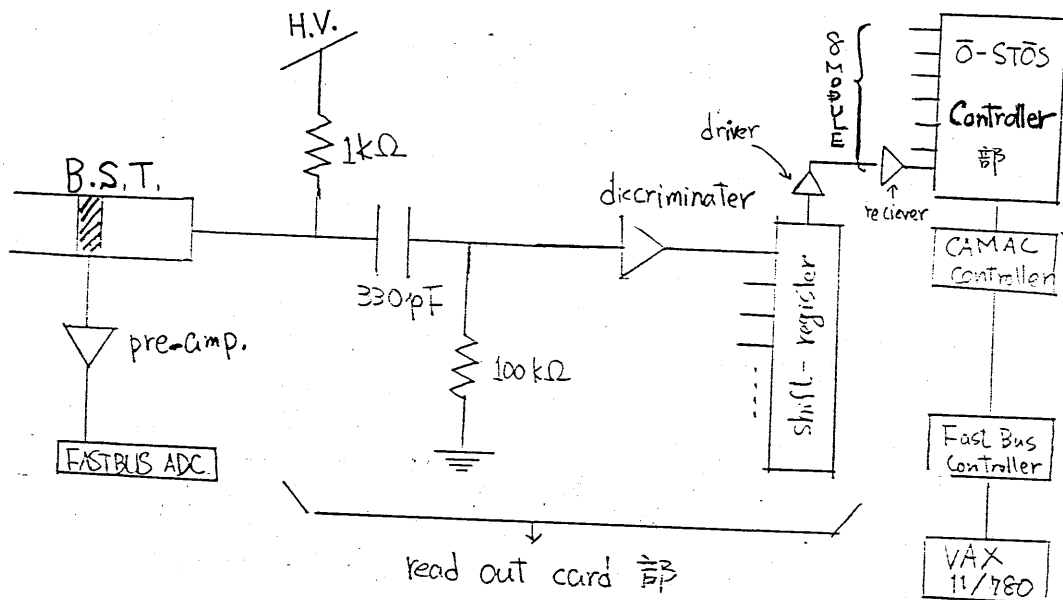 H.V.
1kΩ
B.S.T.
330pF
100kΩ
pre-amp.
FASTBUS ADC.
diccriminater
shift-register
driver
8 MODULE
reciever
Ō-STŌS
Controller
部
CAMAC
Controller
Fast Bus
Controller
VAX
11/780
read out card 部